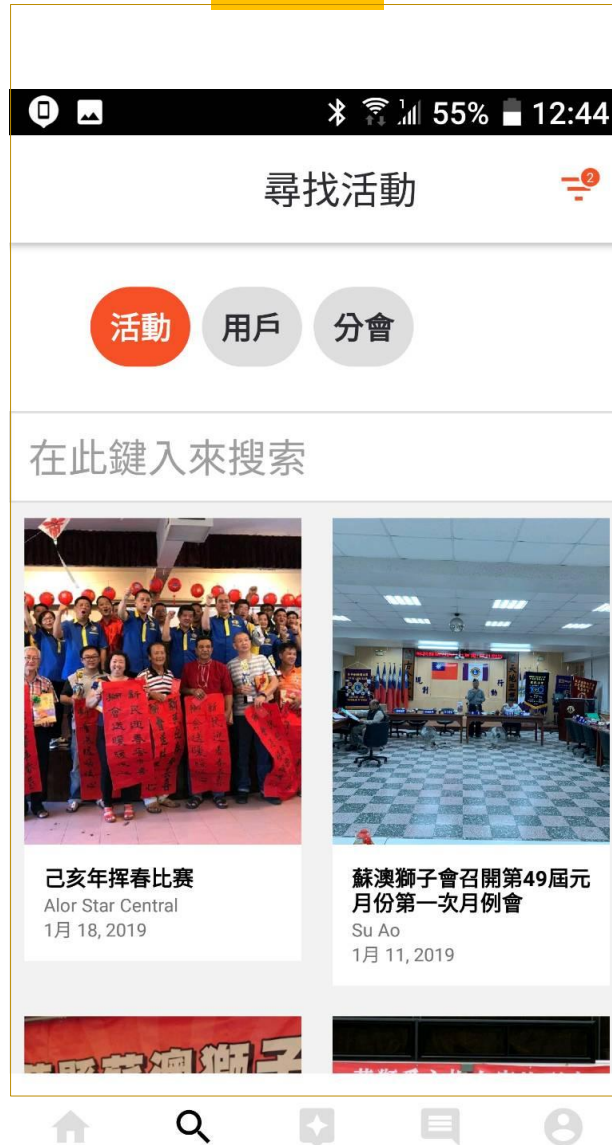 1 55% 12:44
尋找活動 2
活動 用戶 分會
在此鍵入來搜索
己亥年挥春比赛
Alor Star Central
1月 18, 2019
蘇澳獅子會召開第49屆元
月份第一次月例會
Su Ao
1月 11, 2019